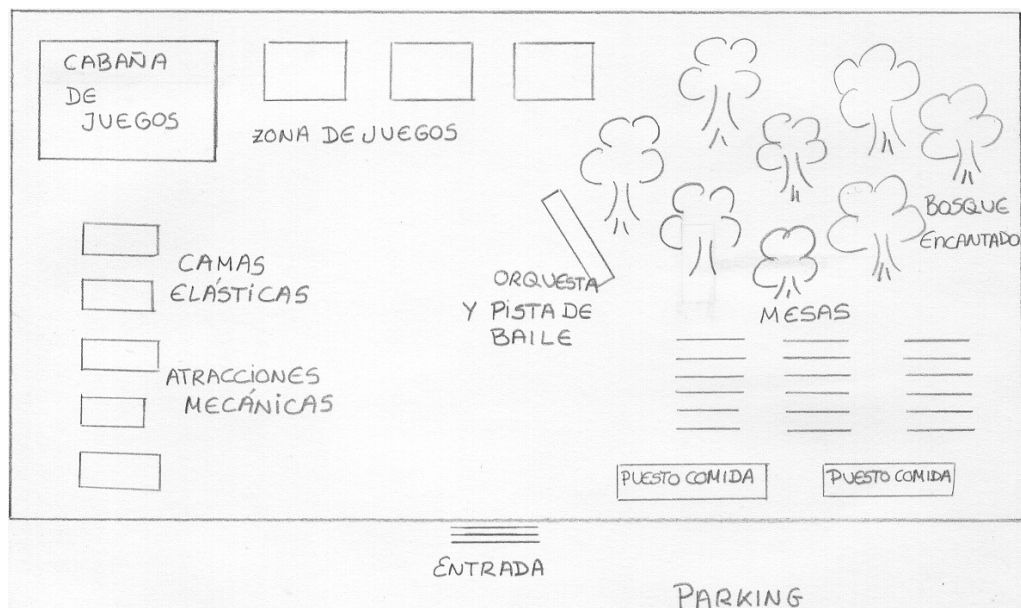 CABAÑA
DE
JUEGOS
ZONA DE JUEGOS
BOSQUE
ENCANTADO
CAMAS
ELÁSTICAS
ORQUESTA
Y PISTA DE
BAILE
MESAS
ATRACCIONES
MECÁNICAS
PUESTO COMIDA
PUESTO COMIDA
ENTRADA
PARKING